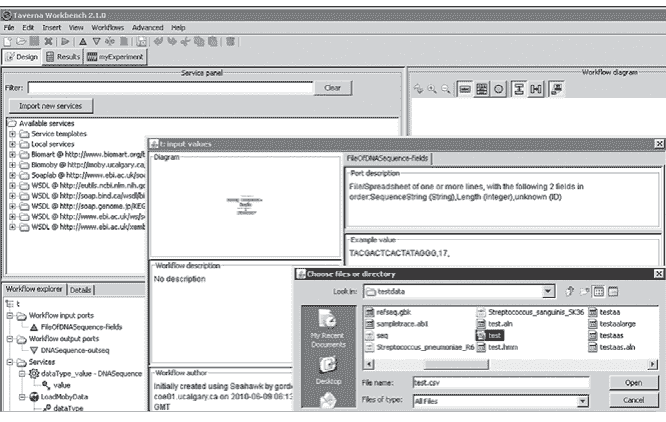 Taverna Workbench 2.1.0
File Edit Insert View Workflows Advanced Help
Design Results myExperiment
Service panel
Workflow diagram
Filter:
Clear
Import new services
Available services
Service templates
Local services
Biomart @ http://www.biomart.org/b
Biomoby @ http://moby.ucalgary.ca,
Soaplab @ http://www.ebi.ac.uk/soa
WSDL @ http://eutils.ncbi.nlm.nih.go
WSDL @ http://soap.bind.ca/wsdl/bi
WSDL @ http://soap.genome.jp/KEG
WSDL @ http://www.ebi.ac.uk/ws/s
WSDL @ http://www.ebi.ac.uk/xemb
t: input values
Diagram
FileOfDNASequence-fields
Port description
File/Spreadsheet of one or more lines, with the following 2 fields in
order:SequenceString (String),Length (Integer),unknown (ID)
Example value
TACGACTCACTATAGGG,17,
Workflow description
No description
Workflow author
Initially created using Seahawk by gordo
coe01.ucalgary.ca on 2010-06-09 08:13
GMT
Workflow explorer Details
t
Workflow input ports
FileOfDNASequence-fields
Workflow output ports
DNASequence-outseq
Services
dataType_value - DNASequence
value
LoadMobyData
dataType
Choose files or directory
Look in: testdata
My Recent
Documents
Desktop
refseq.gbk
sampletrace.ab1
seq
Streptococcus_pneumoniae_R6
Streptococcus_sanguinis_SK36
test.aln
test
test.hmm
testaa
testaalarge
testaas
testaas.aln
File name: test.csv
Open
Files of type: All Files
Cancel